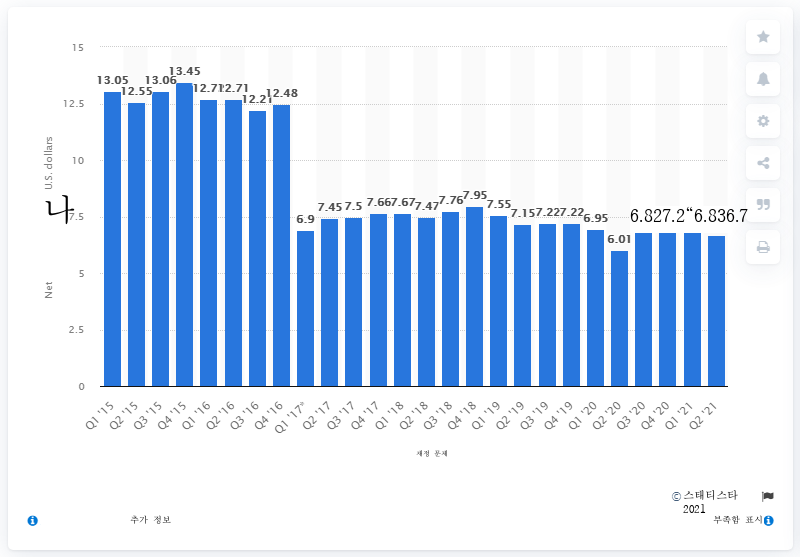 15
12.5
10
7.5
5
2.5
0
U.S. dollars
나
Net
13.05
12.55
13.06
13.45
12.71
12.71
12.21
12.48
6.9
7.45
7.5
7.66
7.67
7.47
7.76
7.95
7.55
7.15
7.22
7.22
6.95
6.01
6.827.2“6.836.7
Q1 '15
Q2 '15
Q3 '15
Q4 '15
Q1 '16
Q2 '16
Q3 '16
Q4 '16
Q1 '17*
Q2 '17
Q3 '17
Q4 '17
Q1 '18
Q2 '18
Q3 '18
Q4 '18
Q1 '19
Q2 '19
Q3 '19
Q4 '19
Q1 '20
Q2 '20
Q3 '20
Q4 '20
Q1 '21
Q2 '21
재정 문제
© 스태티스타
2021
추가 정보
부족함 표시